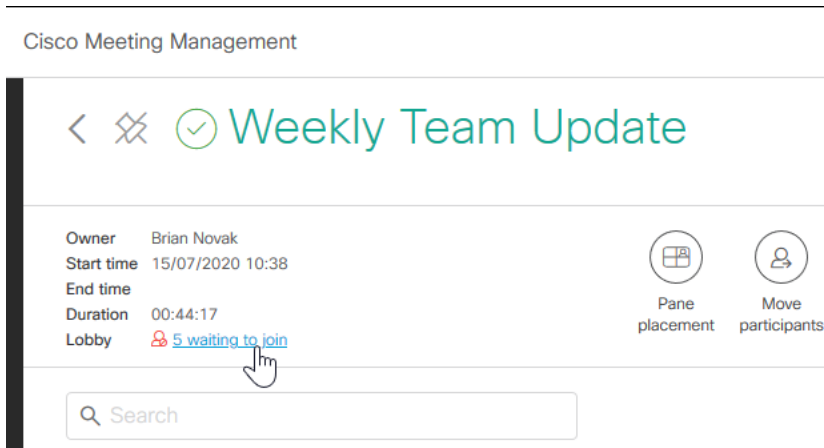 Cisco Meeting Management
Weekly Team Update
Owner Brian Novak
Start time 15/07/2020 10:38
End time
Duration 00:44:17
Lobby 5 waiting to join
Pane
placement
Move
participants
Search